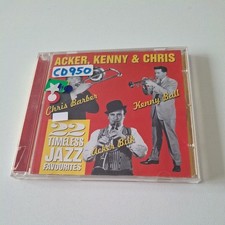 ACKER, KENNY & CHRIS
CD950
Chris Barber
Kenny Ball
Acker Bilk
22
TIMELESS
JAZZ
FAVOURITES